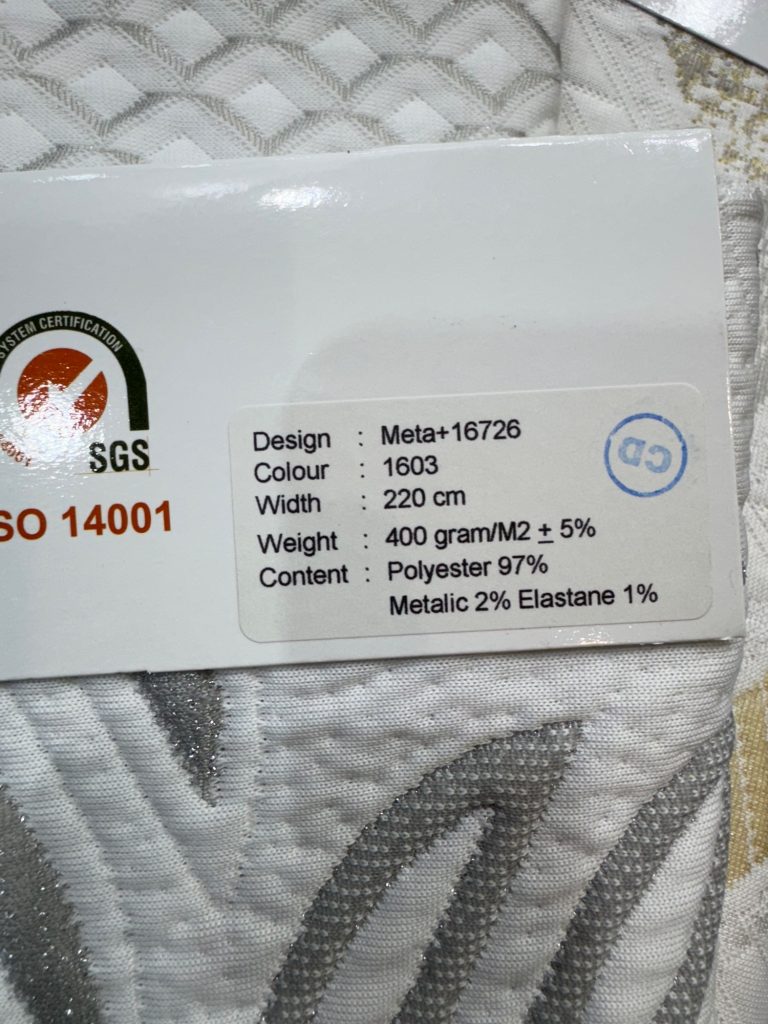 SYSTEM CERTIFICATION
SGS
SO 14001
Design : Meta+16726
Colour : 1603
Width : 220 cm
Weight : 400 gram/M2 ± 5%
Content : Polyester 97%
Metalic 2% Elastane 1%
CD